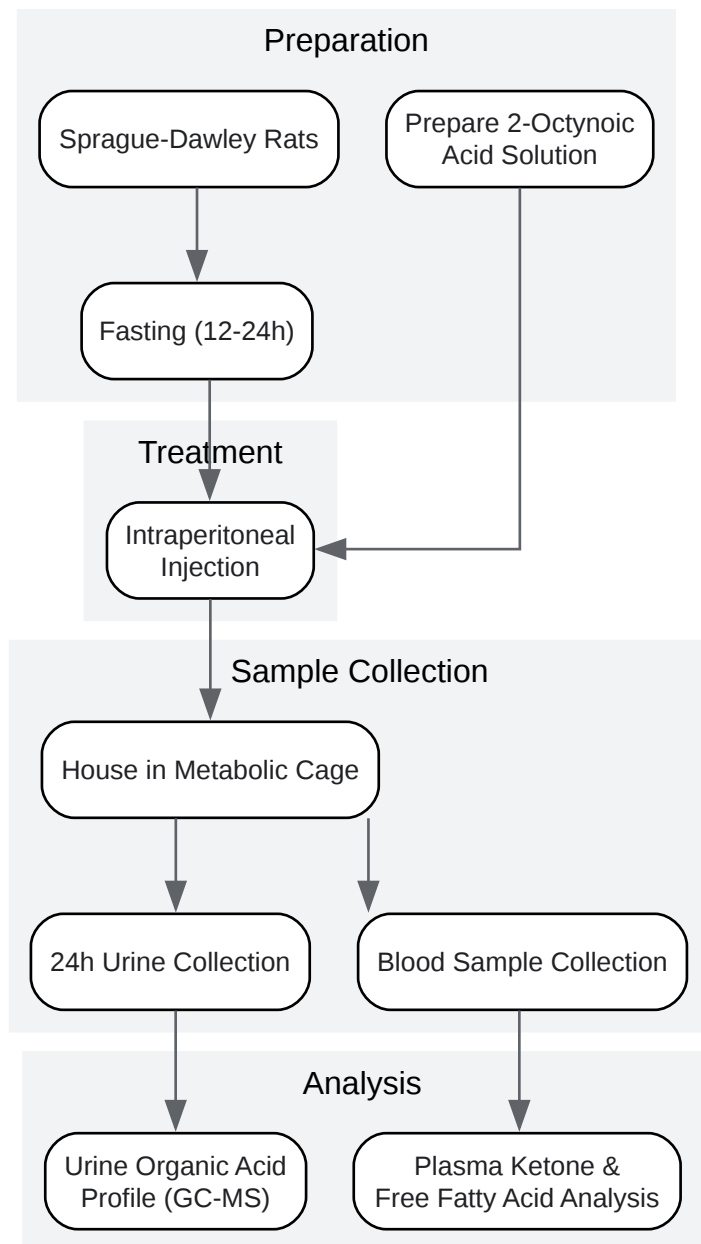 Preparation
Sprague-Dawley Rats
Prepare 2-Octynoic
Acid Solution
Fasting (12-24h)
Treatment
Intraperitoneal
Injection
Sample Collection
House in Metabolic Cage
24h Urine Collection
Blood Sample Collection
Analysis
Urine Organic Acid
Profile (GC-MS)
Plasma Ketone &
Free Fatty Acid Analysis